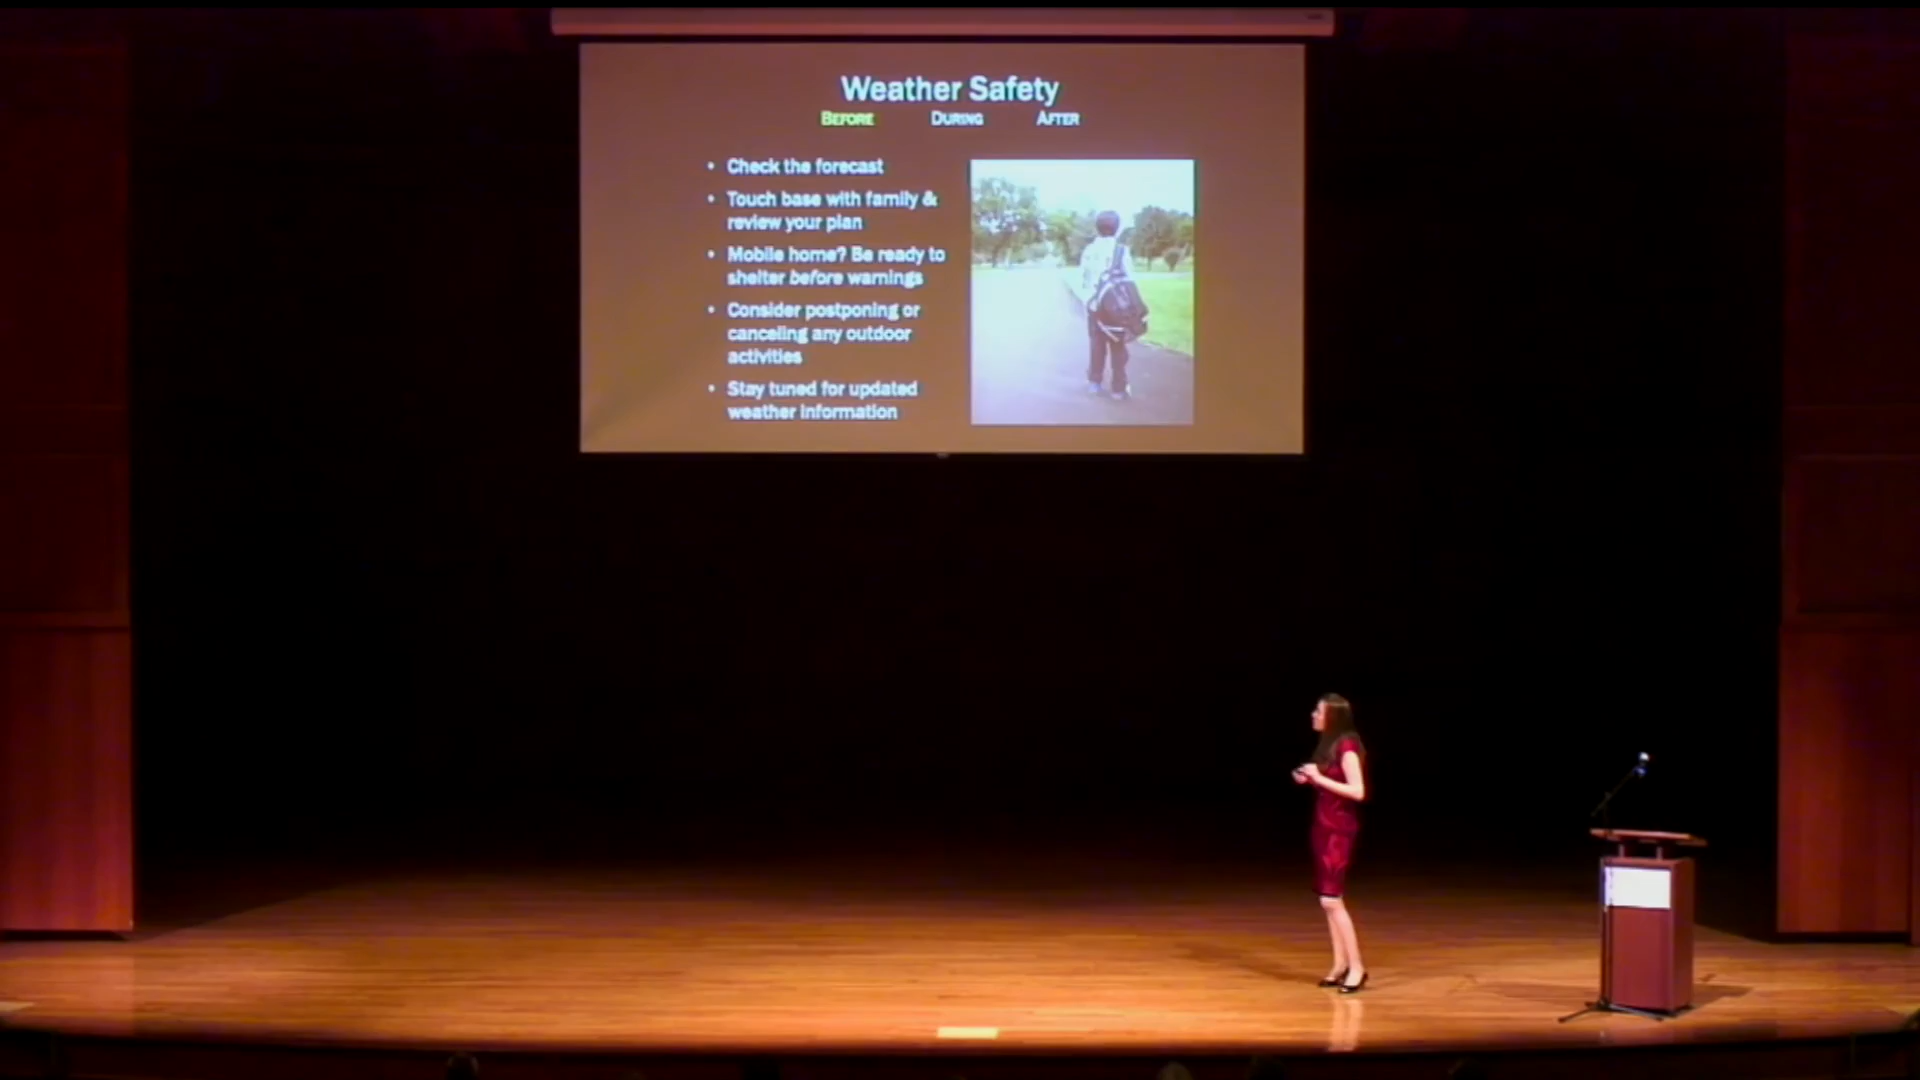 Weather Safety
BEFORE DURING AFTER
• Check the forecast
• Touch base with family &
review your plan
• Mobile home? Be ready to
shelter before warnings
• Consider postponing or
canceling any outdoor
activities
• Stay tuned for updated
weather information